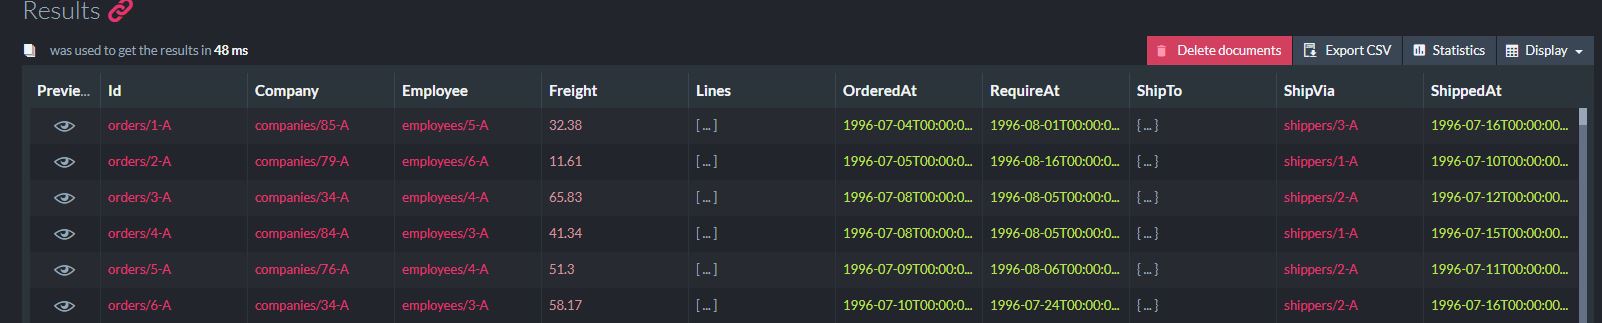 Results
was used to get the results in 48 ms
Delete documents Export CSV Statistics Display
Previe... Id Company Employee Freight Lines OrderedAt RequireAt ShipTo ShipVia ShippedAt
orders/1-A companies/85-A employees/5-A 32.38 [ ... ] 1996-07-04T00:00:0... 1996-08-01T00:00:0... { ... } shippers/3-A 1996-07-16T00:00:00...
orders/2-A companies/79-A employees/6-A 11.61 [ ... ] 1996-07-05T00:00:0... 1996-08-16T00:00:0... { ... } shippers/1-A 1996-07-10T00:00:00...
orders/3-A companies/34-A employees/4-A 65.83 [ ... ] 1996-07-08T00:00:0... 1996-08-05T00:00:0... { ... } shippers/2-A 1996-07-12T00:00:00...
orders/4-A companies/84-A employees/3-A 41.34 [ ... ] 1996-07-08T00:00:0... 1996-08-05T00:00:0... { ... } shippers/1-A 1996-07-15T00:00:00...
orders/5-A companies/76-A employees/4-A 51.3 [ ... ] 1996-07-09T00:00:0... 1996-08-06T00:00:0... { ... } shippers/2-A 1996-07-11T00:00:00...
orders/6-A companies/34-A employees/3-A 58.17 [ ... ] 1996-07-10T00:00:0... 1996-07-24T00:00:0... { ... } shippers/2-A 1996-07-16T00:00:00...